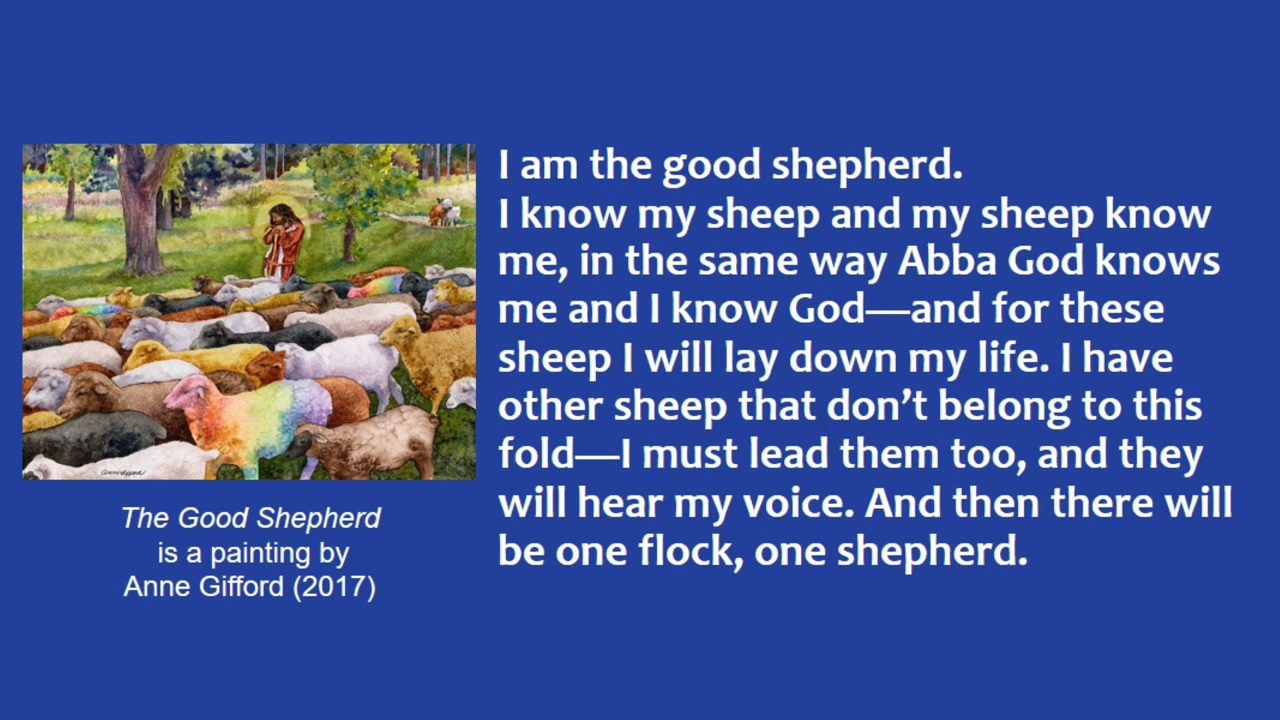 I am the good shepherd.
I know my sheep and my sheep know
me, in the same way Abba God knows
me and I know God—and for these
sheep I will lay down my life. I have
other sheep that don’t belong to this
fold—I must lead them too, and they
will hear my voice. And then there will
be one flock, one shepherd.
The Good Shepherd
is a painting by
Anne Gifford (2017)